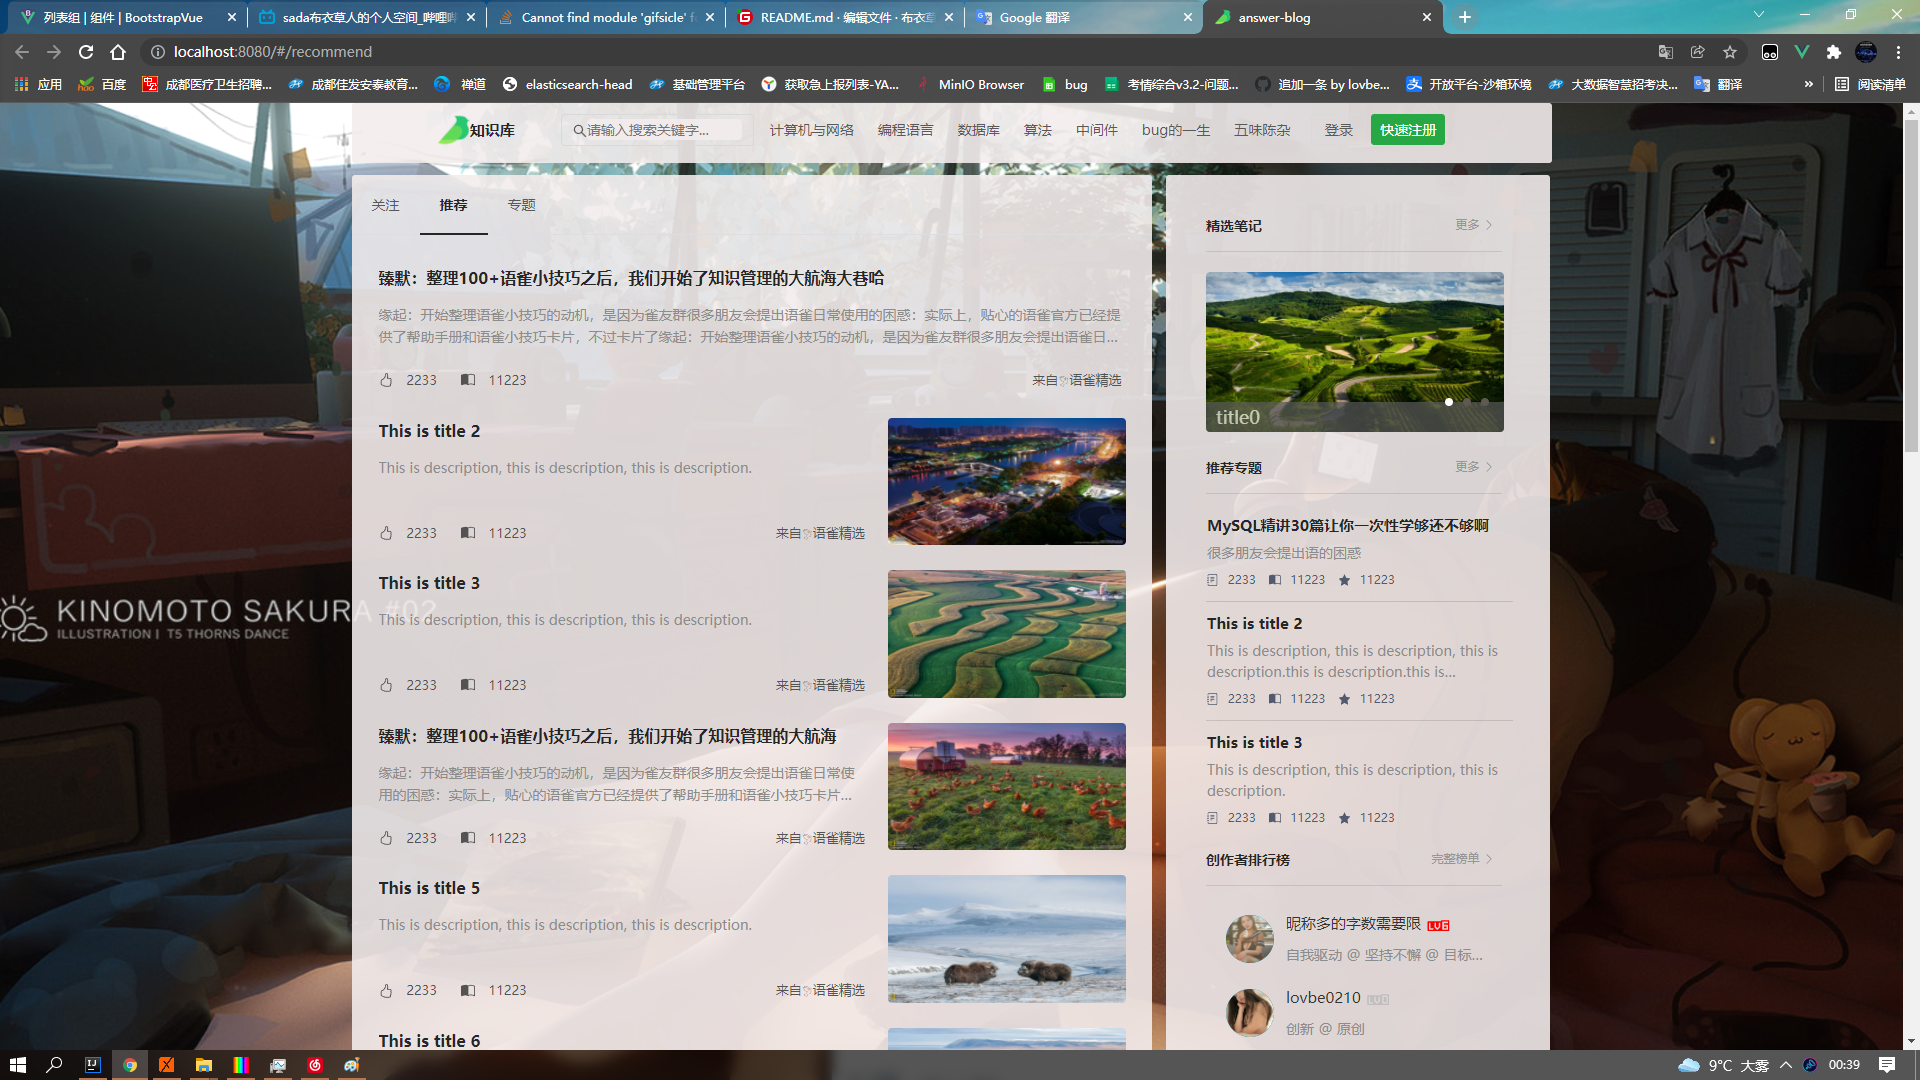 列表组 | 组件 | BootstrapVue
sada布衣草人的个人空间_哔哩
Cannot find module 'gifsicle' f
README.md · 编辑文件 · 布衣
Google 翻译
answer-blog
localhost:8080/#/recommend
应用
百度
成都医疗卫生招聘...
成都佳发安泰教育...
禅道
elasticsearch-head
基础管理平台
获取急上报列表-YA...
MinIO Browser
bug
考情综合v3.2-问题...
追加一条 by lovbe...
开放平台-沙箱环境
大数据智慧招考决...
翻译
»
阅读清单
知识库
请输入搜索关键字...
计算机与网络
编程语言
数据库
算法
中间件
bug的一生
五味陈杂
登录
快速注册
关注
推荐
专题
臻默：整理100+语雀小技巧之后，我们开始了知识管理的大航海大巷哈
缘起：开始整理语雀小技巧的动机，是因为雀友群很多朋友会提出语雀日常使用的困惑：实际上，贴心的语雀官方已经提
供了帮助手册和语雀小技巧卡片，不过卡片了缘起：开始整理语雀小技巧的动机，是因为雀友群很多朋友会提出语雀日...
2233
11223
来自 语雀精选
This is title 2
This is description, this is description, this is description.
2233
11223
来自 语雀精选
This is title 3
This is description, this is description, this is description.
2233
11223
来自 语雀精选
臻默：整理100+语雀小技巧之后，我们开始了知识管理的大航海
缘起：开始整理语雀小技巧的动机，是因为雀友群很多朋友会提出语雀日常使
用的困惑：实际上，贴心的语雀官方已经提供了帮助手册和语雀小技巧卡片...
2233
11223
来自 语雀精选
This is title 5
This is description, this is description, this is description.
2233
11223
来自 语雀精选
This is title 6
精选笔记
更多
title0
推荐专题
更多
MySQL精讲30篇让你一次性学够还不够啊
很多朋友会提出语的困惑
2233
11223
11223
This is title 2
This is description, this is description, this is
description.this is description.this is...
2233
11223
11223
This is title 3
This is description, this is description, this is
description.
2233
11223
11223
创作者排行榜
完整榜单
昵称多的字数需要限
LV6
自我驱动 @ 坚持不懈 @ 目标...
lovbe0210
LV6
创新 @ 原创
KINOMOTO SAKURA #02
ILLUSTRATION | T5 THORNS DANCE
9°C 大雾
00:39